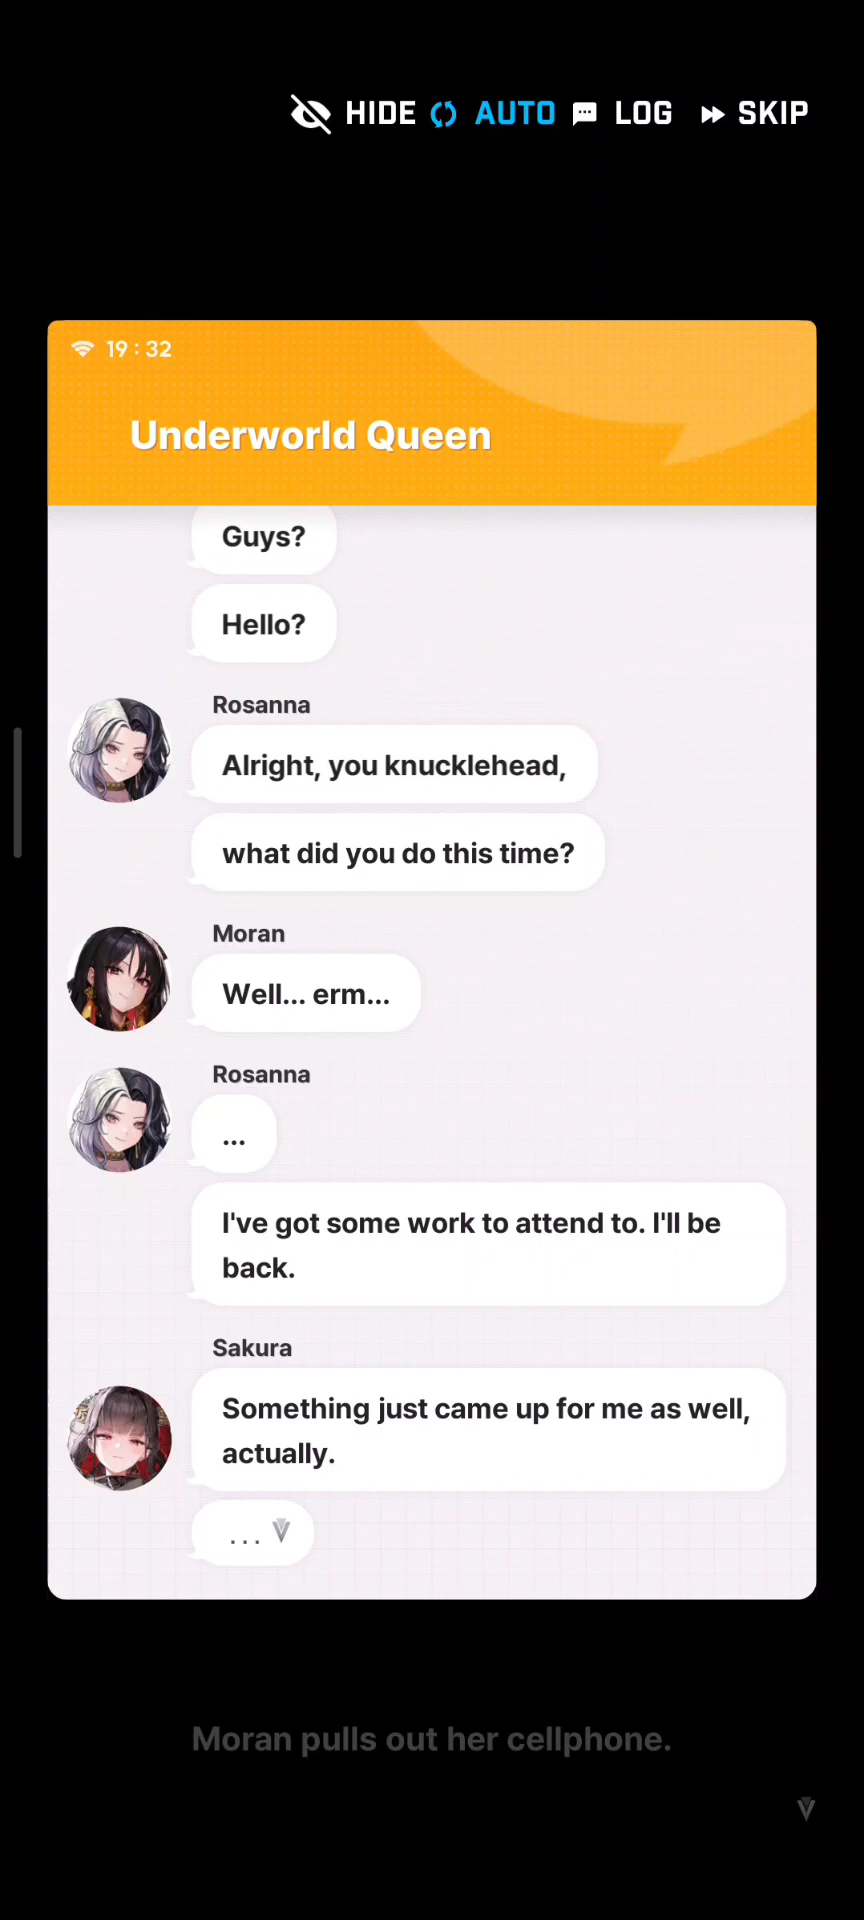 HIDE AUTO LOG SKIP
19 : 32
Underworld Queen
Guys?
Hello?
Rosanna
Alright, you knucklehead,
what did you do this time?
Moran
Well... erm...
Rosanna
...
I've got some work to attend to. I'll be
back.
Sakura
Something just came up for me as well,
actually.
...
Moran pulls out her cellphone.